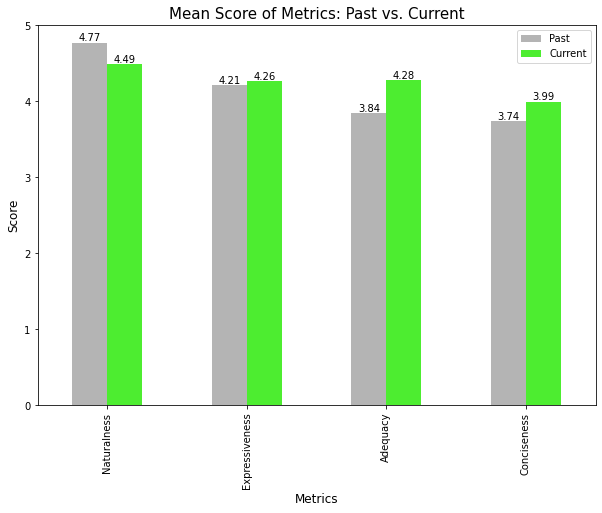 Mean Score of Metrics: Past vs. Current
Past
Current
5
4
3
2
1
0
Score
4.77
4.49
4.21
4.26
3.84
4.28
3.74
3.99
Naturalness
Expressiveness
Adequacy
Conciseness
Metrics